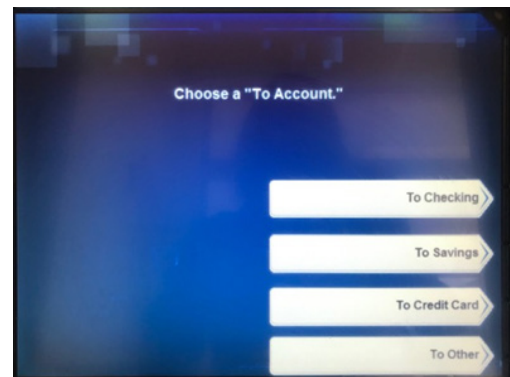 Choose a "To Account."
To Checking
To Savings
To Credit Card
To Other